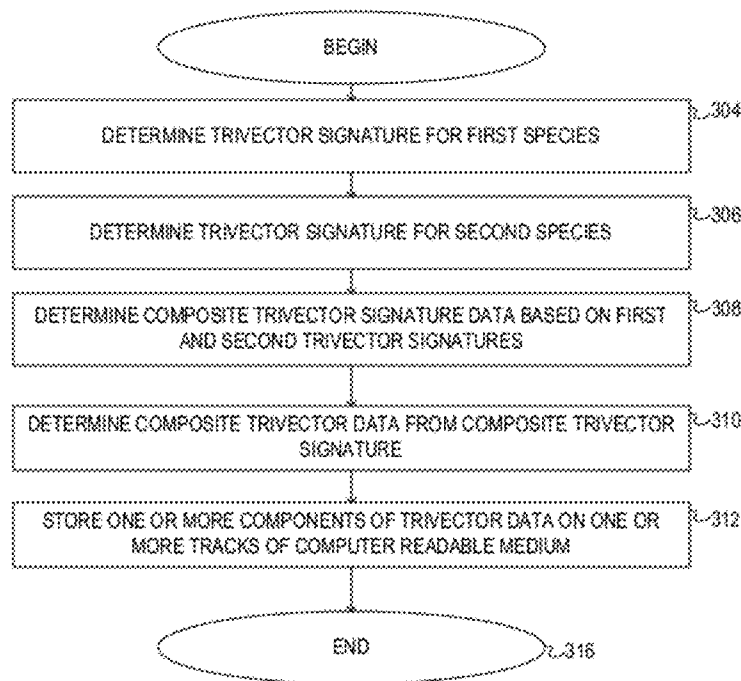 BEGIN
304
DETERMINE TRIVECTOR SIGNATURE FOR FIRST SPECIES
306
DETERMINE TRIVECTOR SIGNATURE FOR SECOND SPECIES
308
DETERMINE COMPOSITE TRIVECTOR SIGNATURE DATA BASED ON FIRST
AND SECOND TRIVECTOR SIGNATURES
310
DETERMINE COMPOSITE TRIVECTOR DATA FROM COMPOSITE TRIVECTOR
SIGNATURE
312
STORE ONE OR MORE COMPONENTS OF TRIVECTOR DATA ON ONE OR
MORE TRACKS OF COMPUTER READABLE MEDIUM
END
316